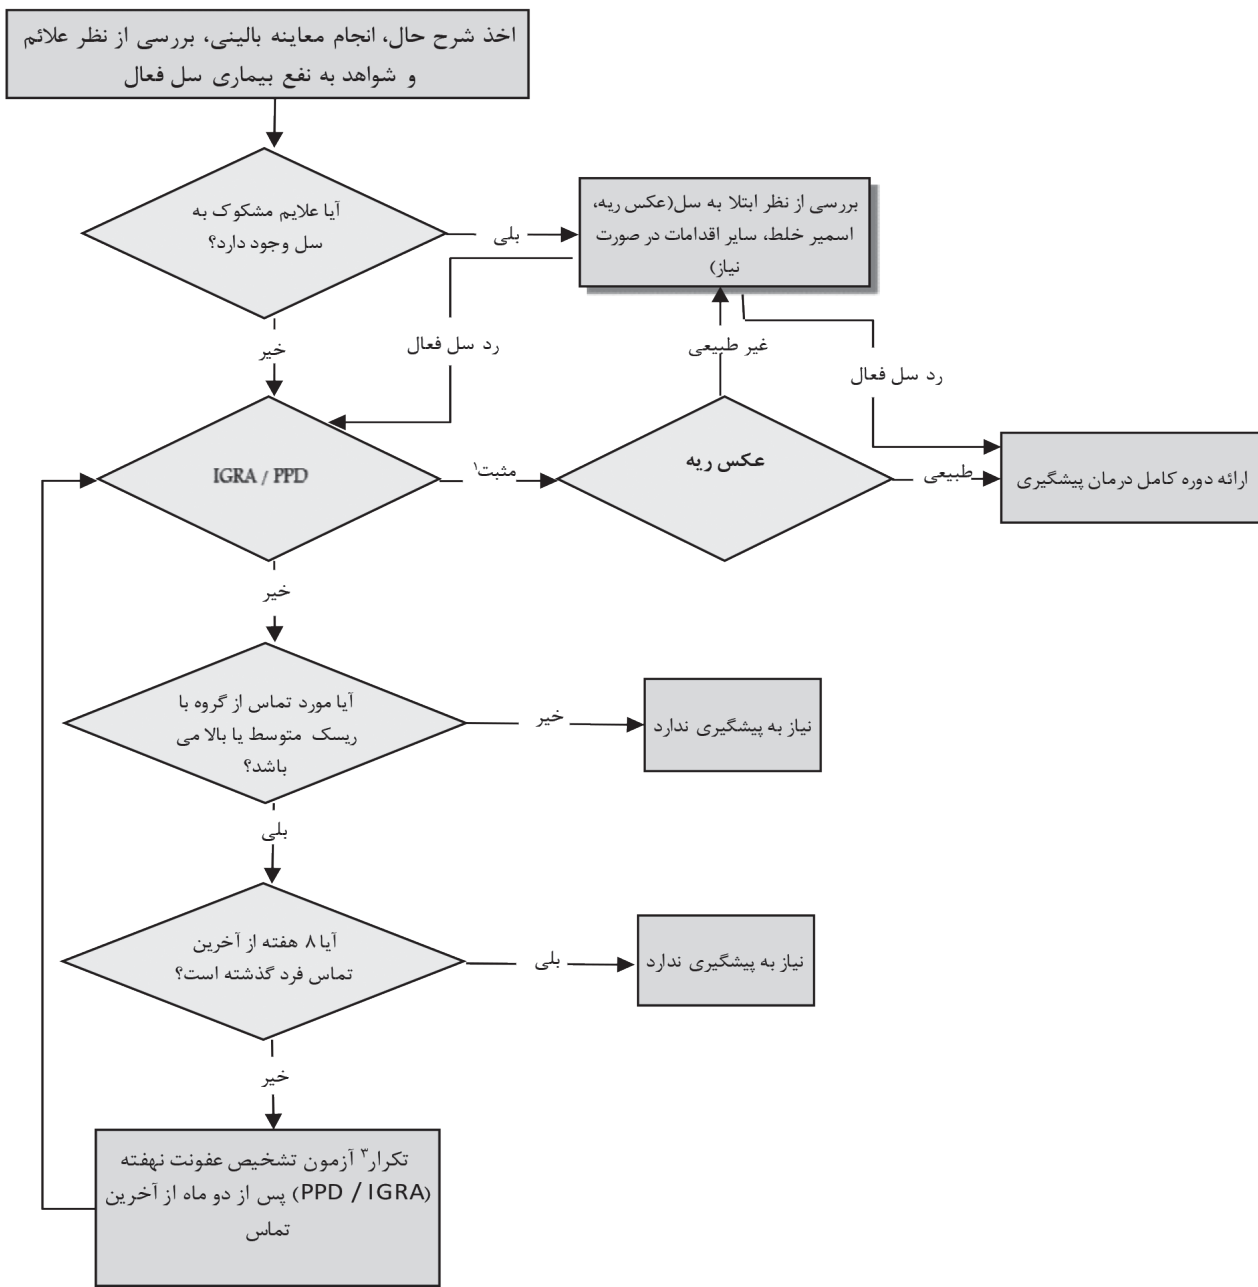 اخذ شرح حال، انجام معاینه بالینی، بررسی از نظر علائم
و شواهد به نفع بیماری سل فعال
آیا علایم مشکوک به
سل وجود دارد؟
بلی
بررسی از نظر ابتلا به سل(عکس ریه،
اسمیر خلط، سایر اقدامات در صورت
نیاز)
خیر
رد سل فعال
غیر طبیعی
رد سل فعال
IGRA / PPD
مثبت۱
عکس ریه
طبیعی
ارائه دوره کامل درمان پیشگیری
خیر
آیا مورد تماس از گروه با
ریسک متوسط یا بالا می
باشد؟
خیر
نیاز به پیشگیری ندارد
بلی
آیا ۸ هفته از آخرین
تماس فرد گذشته است؟
بلی
نیاز به پیشگیری ندارد
خیر
تکرار۳ آزمون تشخیص عفونت نهفته
(PPD / IGRA) پس از دو ماه از آخرین
تماس